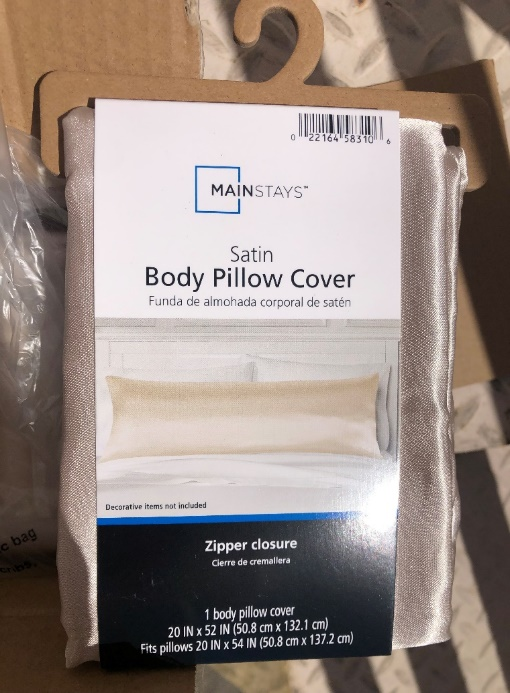 0 22164 58310 6
MAINSTAYS™
Satin
Body Pillow Cover
Funda de almohada corporal de satén
Decorative items not included
Zipper closure
Cierre de cremallera
1 body pillow cover
20 IN x 52 IN (50.8 cm x 132.1 cm)
Fits pillows 20 IN x 54 IN (50.8 cm x 137.2 cm)
bag